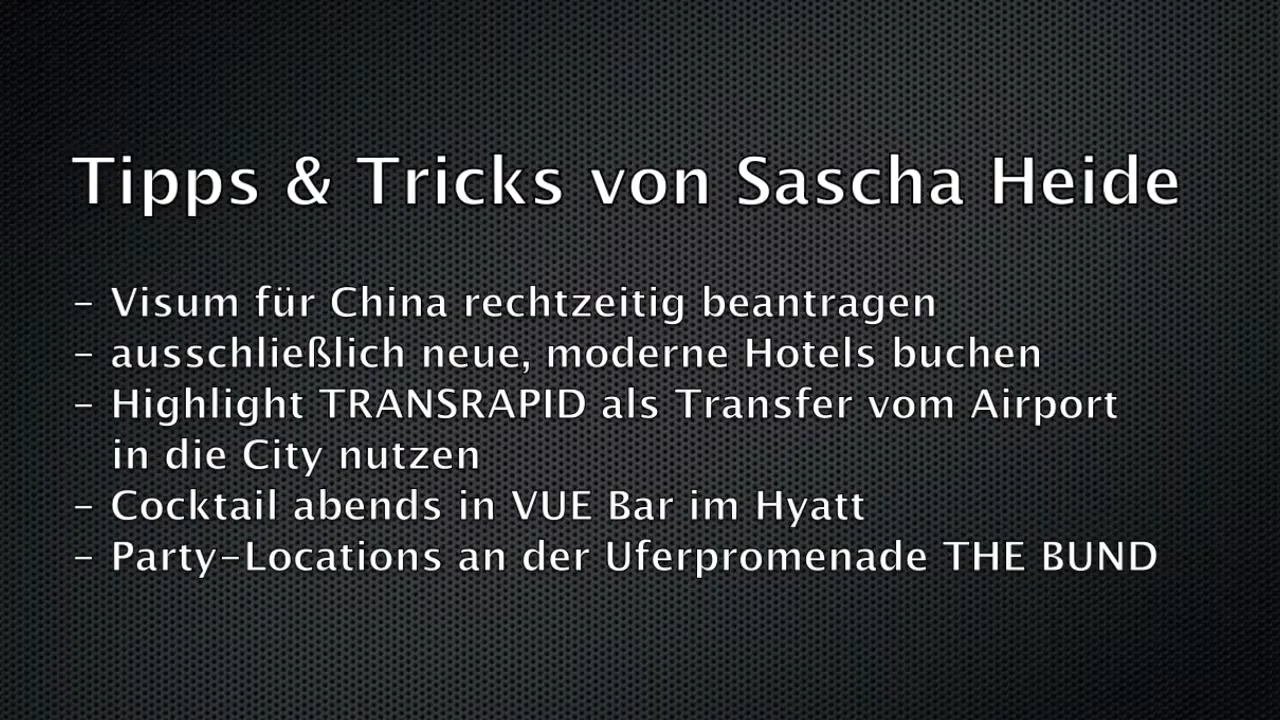 Tipps & Tricks von Sascha Heide
- Visum für China rechtzeitig beantragen
- ausschließlich neue, moderne Hotels buchen
- Highlight TRANSRAPID als Transfer vom Airport
in die City nutzen
- Cocktail abends in VUE Bar im Hyatt
- Party-Locations an der Uferpromenade THE BUND